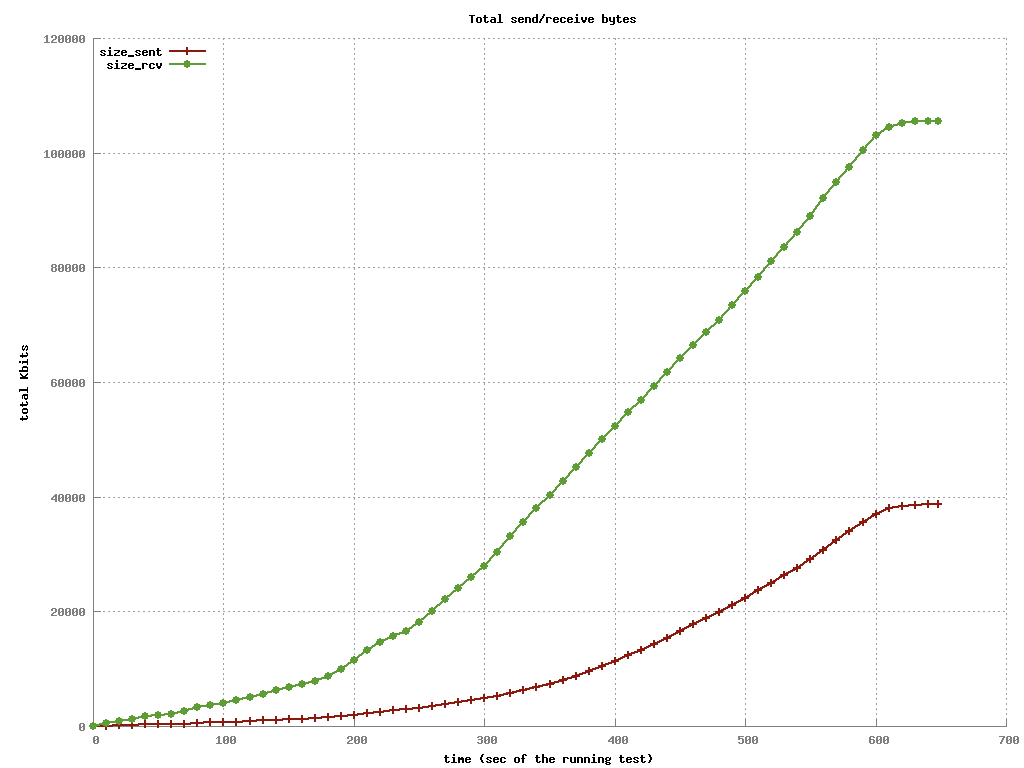 Total send/receive bytes
size_sent
size_rcv
120000
100000
80000
60000
40000
20000
0
total Kbits
0 100 200 300 400 500 600 700
time (sec of the running test)